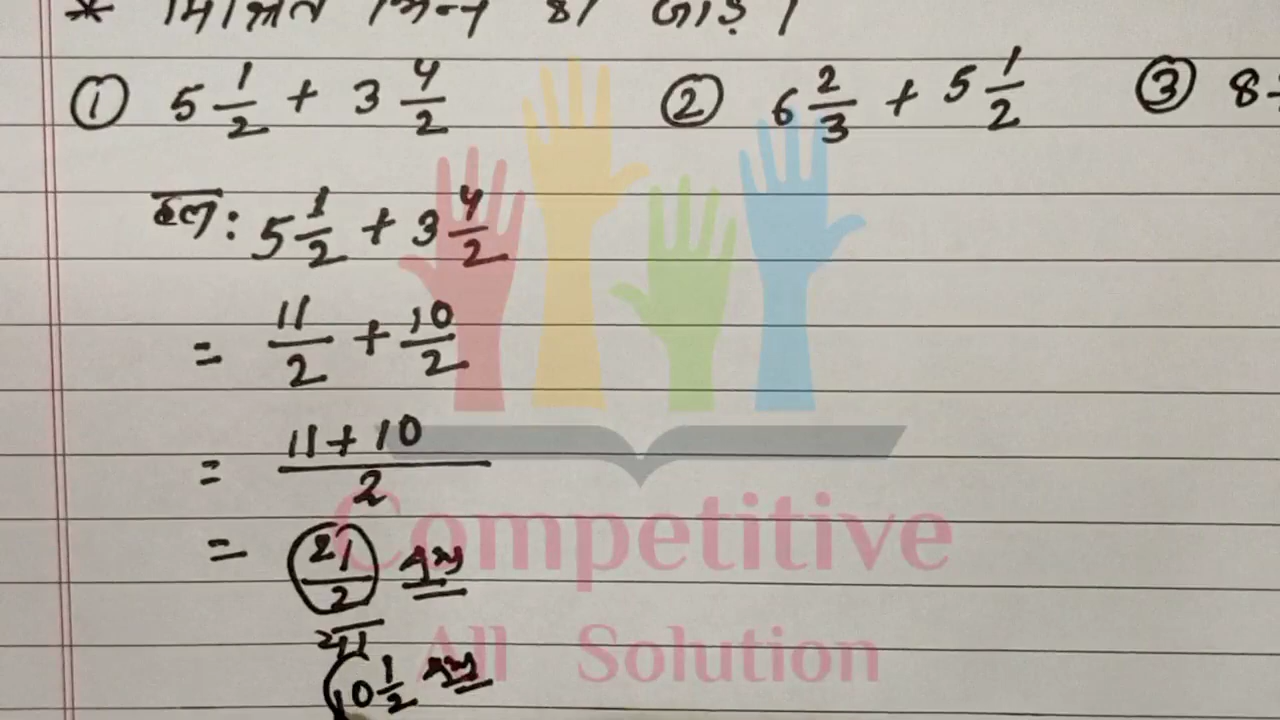 * मिश्रित भिन्न का जोड़ ।
① 5 1/2 + 3 4/2 ② 6 2/3 + 5 1/2 ③ 8
हल: 5 1/2 + 3 4/2
= 11/2 + 10/2
= 11 + 10 / 2
= 21/2
10 1/2
Competitive
All Solution